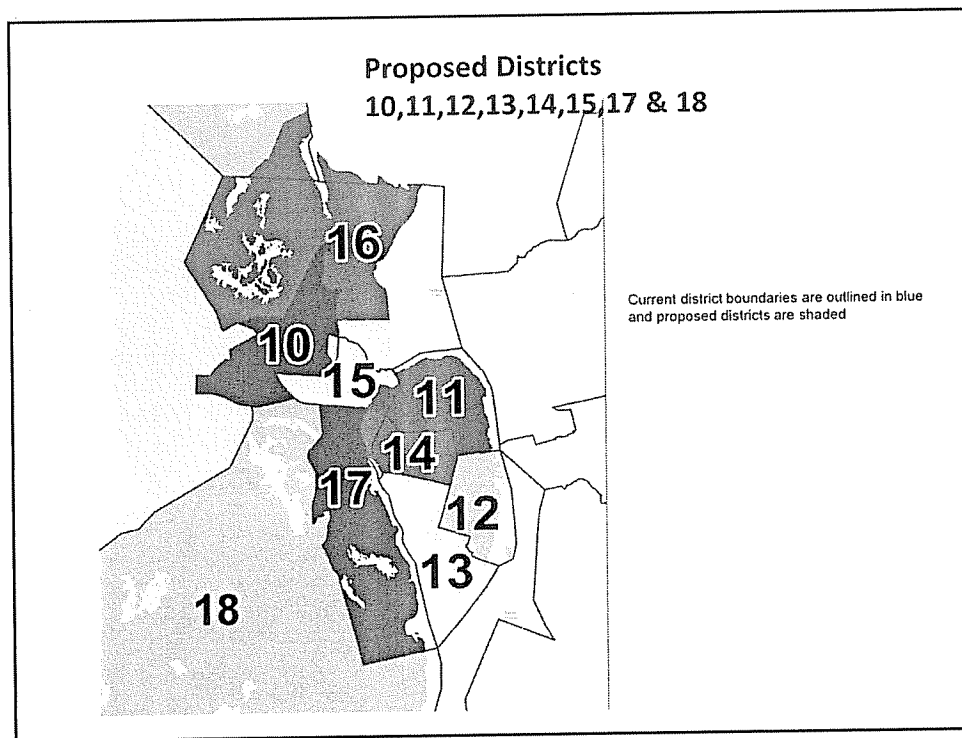 Proposed Districts
10,11,12,13,14,15,17 & 18
16
Current district boundaries are outlined in blue
and proposed districts are shaded
10
15
11
14
17
12
13
18